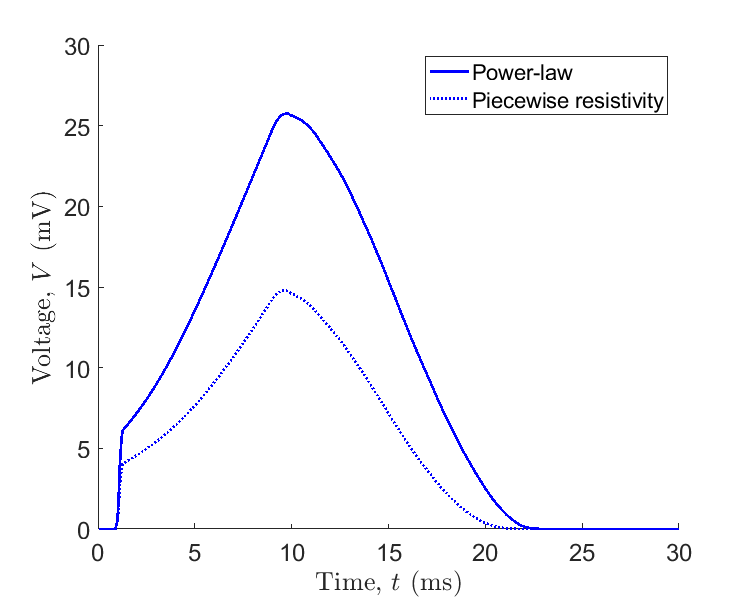 30
25
20
15
10
5
0
Voltage, V (mV)
Power-law
Piecewise resistivity
0 5 10 15 20 25 30
Time, t (ms)